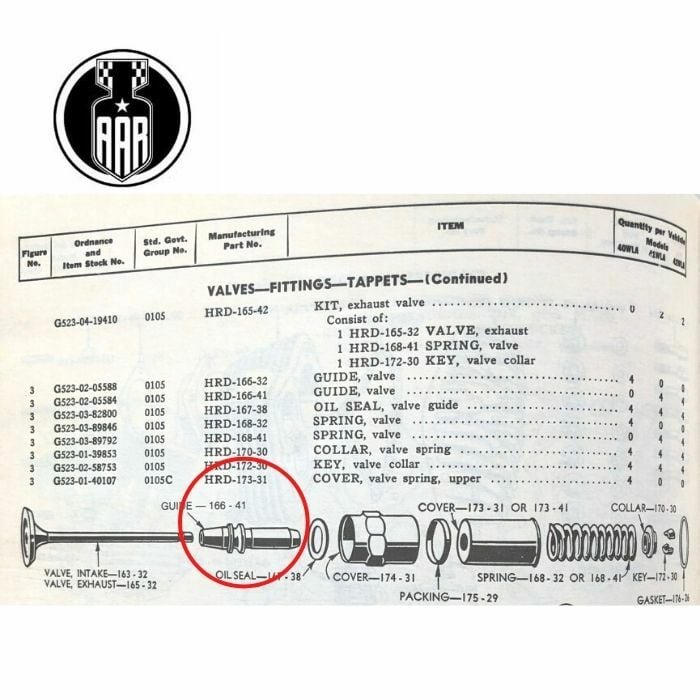 AAR
Figure No. Ordnance and Item Stock No. Std. Govt. Group No. Manufacturing Part No. ITEM Quantity per Vehicle Models 40WLA 41WLA 42WLA
VALVES—FITTINGS—TAPPETS—(Continued)
G523-04-19410 0105 HRD-165-42 KIT, exhaust valve 0 2 2
Consist of:
1 HRD-165-32 VALVE, exhaust
1 HRD-168-41 SPRING, valve
1 HRD-172-30 KEY, valve collar
3 G523-02-05588 0105 HRD-166-32 GUIDE, valve 4 0 0
3 G523-02-05584 0105 HRD-166-41 GUIDE, valve 0 4 4
3 G523-03-82800 0105 HRD-167-38 OIL SEAL, valve guide 4 4 4
3 G523-03-89846 0105 HRD-168-32 SPRING, valve 4 0 0
3 G523-03-89792 0105 HRD-168-41 SPRING, valve 0 4 4
3 G523-01-39853 0105 HRD-170-30 COLLAR, valve spring 4 4 4
3 G523-02-58753 0105 HRD-172-30 KEY, valve collar 4 4 4
3 G523-01-40107 0105C HRD-173-31 COVER, valve spring, upper 4 0 0
GUIDE—166-41
COVER—173-31 OR 173-41
COLLAR—170-30
VALVE, INTAKE—163-32
VALVE, EXHAUST—165-32
OIL SEAL—167-38
COVER—174-31
PACKING—175-29
SPRING—168-32 OR 168-41
KEY—172-30
GASKET—176-26